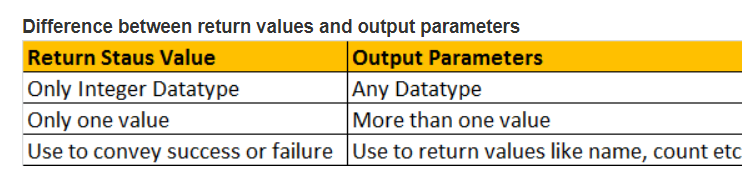 Difference between return values and output parameters
Return Staus Value Output Parameters
Only Integer Datatype Any Datatype
Only one value More than one value
Use to convey success or failure Use to return values like name, count etc